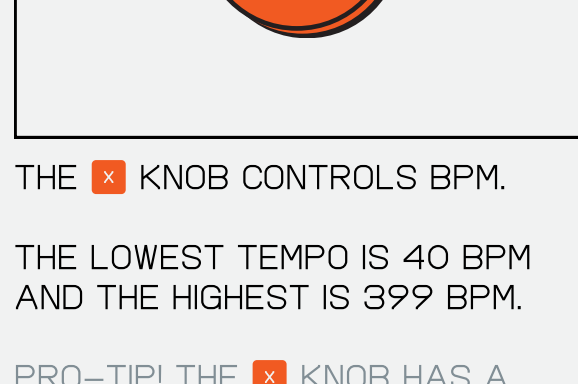 THE X KNOB CONTROLS BPM.
THE LOWEST TEMPO IS 40 BPM
AND THE HIGHEST IS 399 BPM.
PRO-TIP! THE X KNOB HAS A